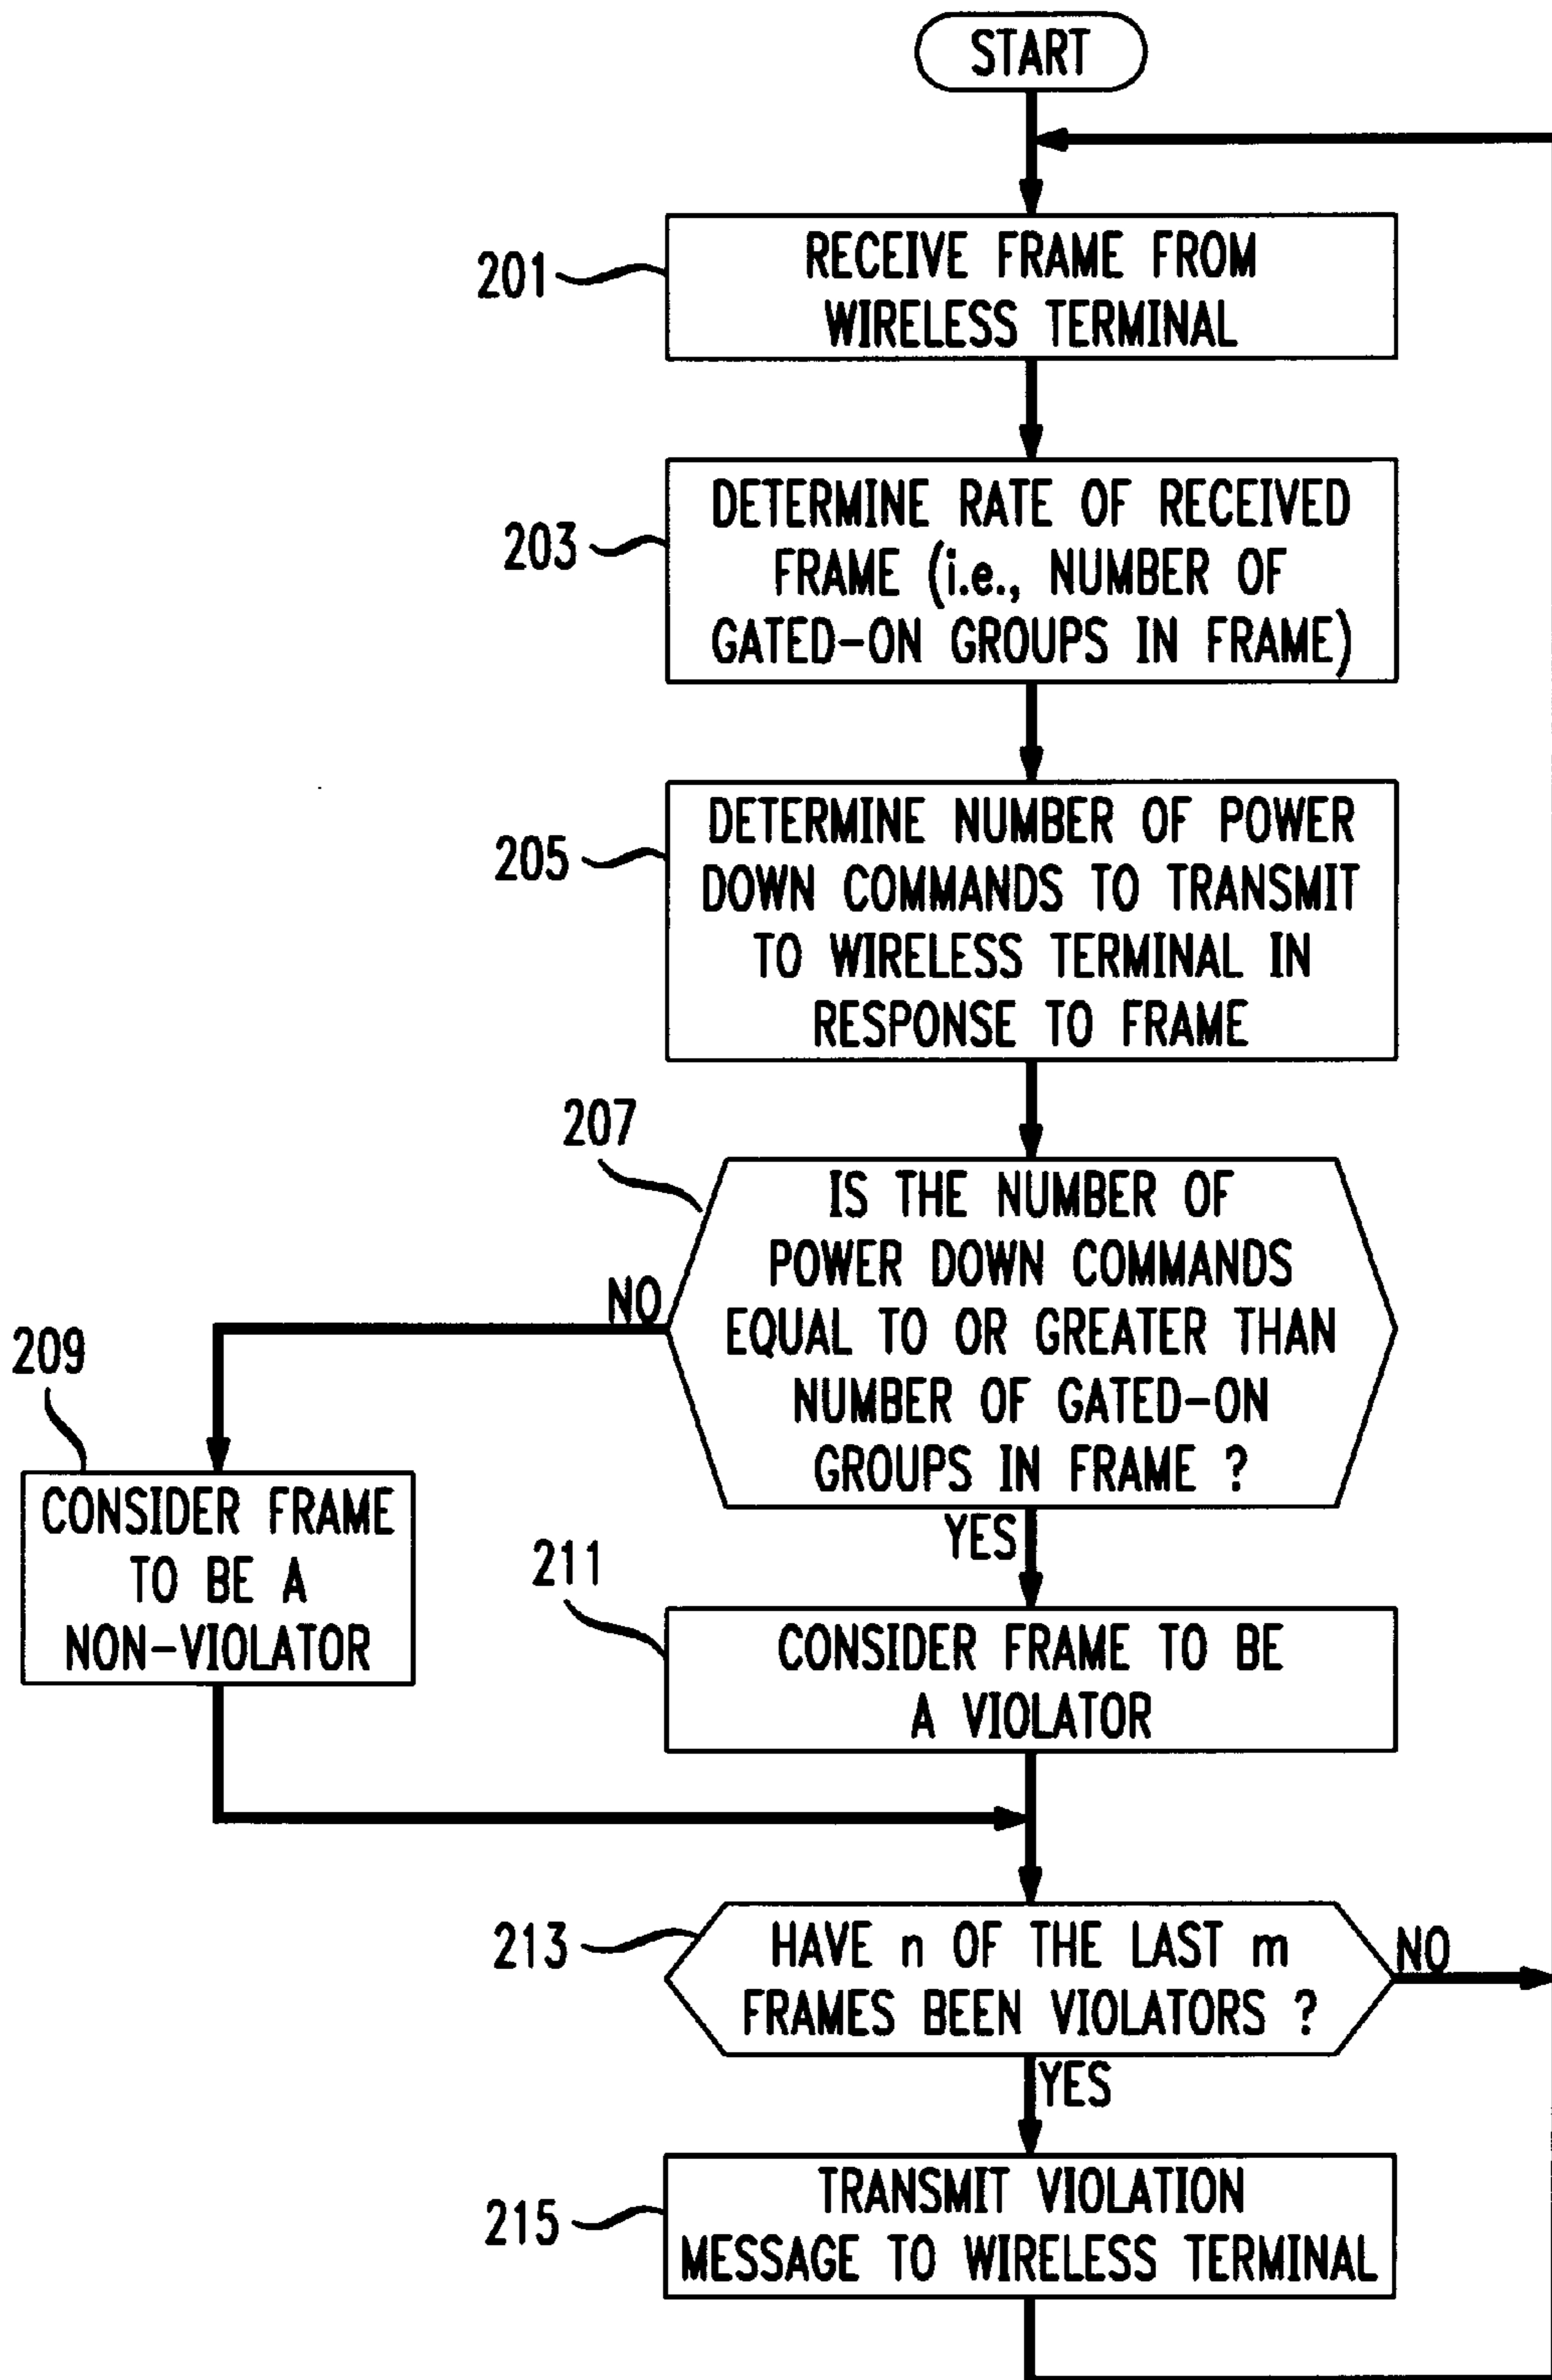 START
201
RECEIVE FRAME FROM
WIRELESS TERMINAL
203
DETERMINE RATE OF RECEIVED
FRAME (i.e., NUMBER OF
GATED-ON GROUPS IN FRAME)
205
DETERMINE NUMBER OF POWER
DOWN COMMANDS TO TRANSMIT
TO WIRELESS TERMINAL IN
RESPONSE TO FRAME
207
IS THE NUMBER OF
POWER DOWN COMMANDS
EQUAL TO OR GREATER THAN
NUMBER OF GATED-ON
GROUPS IN FRAME ?
NO
209
CONSIDER FRAME
TO BE A
NON-VIOLATOR
YES
211
CONSIDER FRAME TO BE
A VIOLATOR
213
HAVE n OF THE LAST m
FRAMES BEEN VIOLATORS ?
NO
YES
215
TRANSMIT VIOLATION
MESSAGE TO WIRELESS TERMINAL